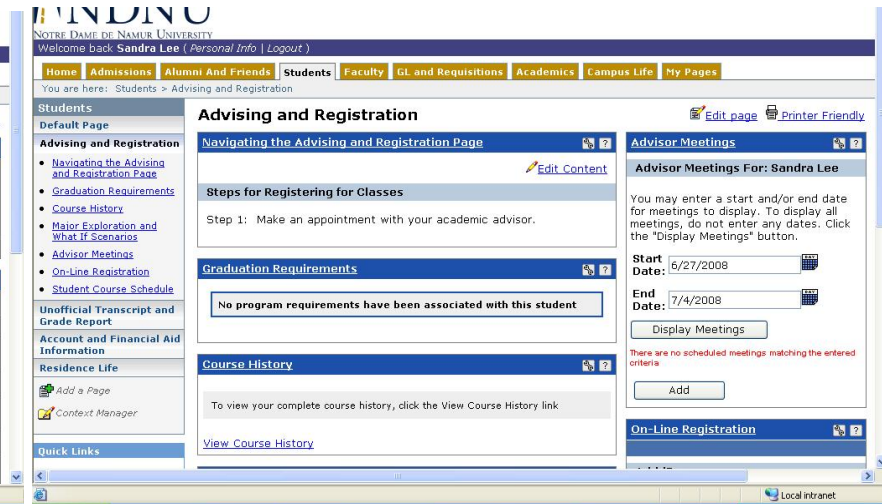 NDNU
NOTRE DAME DE NAMUR UNIVERSITY
Welcome back Sandra Lee ( Personal Info | Logout )
Home Admissions Alumni And Friends Students Faculty GL and Requisitions Academics Campus Life My Pages
You are here: Students > Advising and Registration
Students
Default Page
Advising and Registration
Navigating the Advising
and Registration Page
Graduation Requirements
Course History
Major Exploration and
What If Scenarios
Advisor Meetings
On-Line Registration
Student Course Schedule
Unofficial Transcript and
Grade Report
Account and Financial Aid
Information
Residence Life
Add a Page
Context Manager
Quick Links
Advising and Registration
Edit page Printer Friendly
Navigating the Advising and Registration Page ?
Edit Content
Steps for Registering for Classes
Step 1: Make an appointment with your academic advisor.
Graduation Requirements ?
No program requirements have been associated with this student
Course History ?
To view your complete course history, click the View Course History link
View Course History
Advisor Meetings ?
Advisor Meetings For: Sandra Lee
You may enter a start and/or end date
for meetings to display. To display all
meetings, do not enter any dates. Click
the "Display Meetings" button.
Start
Date: 6/27/2008
End
Date: 7/4/2008
Display Meetings
There are no scheduled meetings matching the entered
criteria
Add
On-Line Registration ?
Local intranet